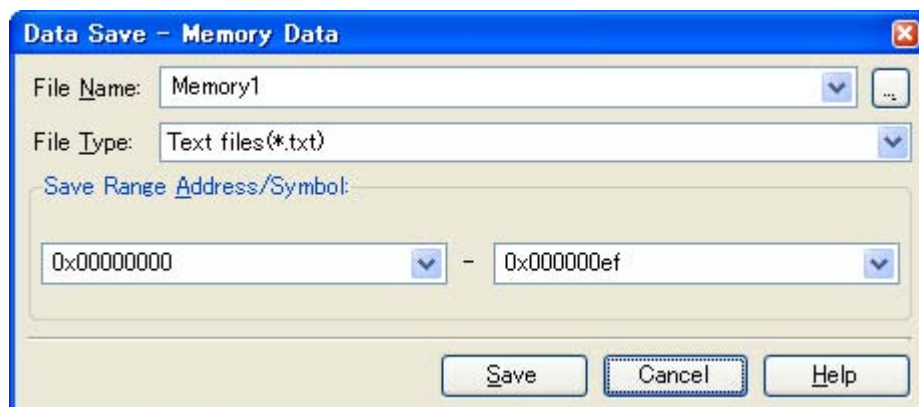 Data Save - Memory Data
File Name: Memory1 ...
File Type: Text files(*.txt)
Save Range Address/Symbol:
0x00000000 - 0x000000ef
Save Cancel Help